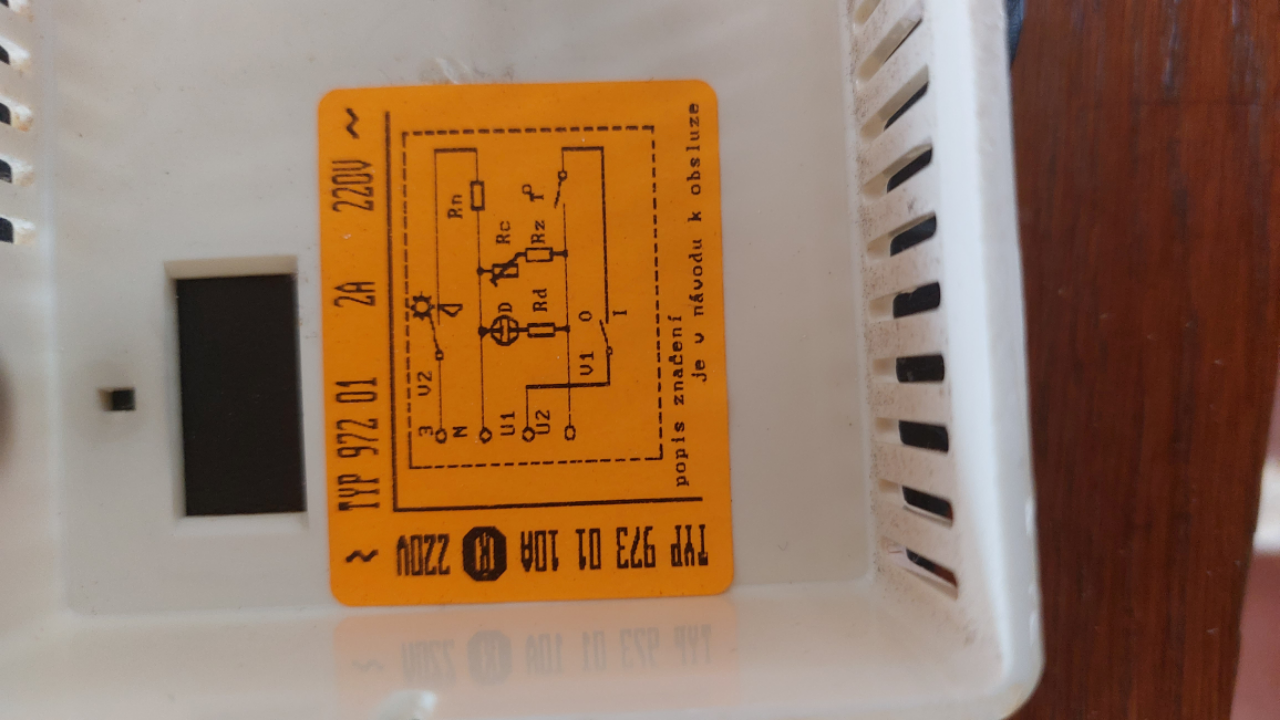 TYP 972 01 2A 220V ~
3 V2
N Rn
U1 D Rc
U2 Rd Rz
V1 0
I
popis značení
je v návodu k obsluze
TYP 973 01 10A 220V ~